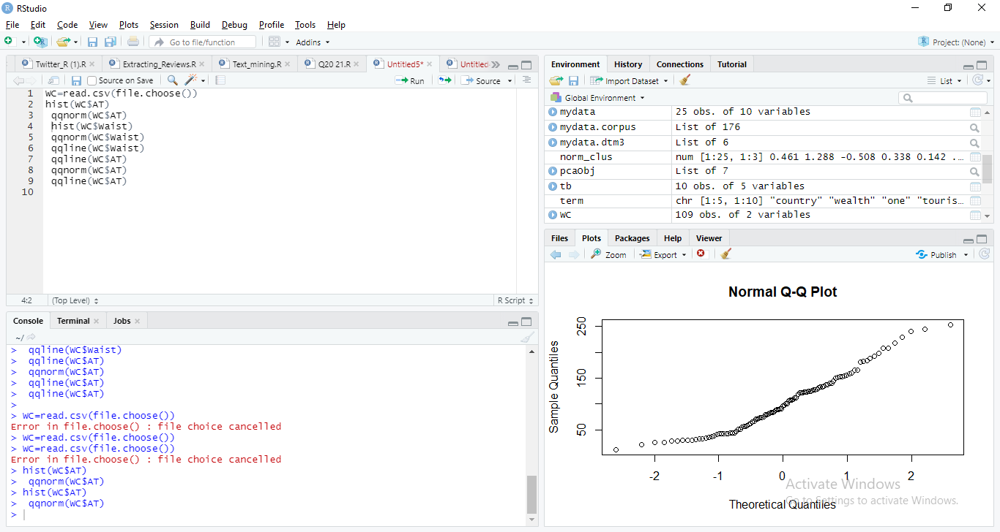 RStudio
File Edit Code View Plots Session Build Debug Profile Tools Help
Go to file/function Addins Project: (None)
Twitter_R (1).R Extracting_Reviews.R Text_mining.R Q20 21.R Untitled5* Untitled
Source on Save Run Source
1 WC=read.csv(file.choose())
2 hist(WC$AT)
3 qqnorm(WC$AT)
4 hist(WC$Waist)
5 qqnorm(WC$Waist)
6 qqline(WC$Waist)
7 qqline(WC$AT)
8 qqnorm(WC$AT)
9 qqline(WC$AT)
10
4:2 (Top Level) R Script
Console Terminal Jobs
~/
> qqline(WC$Waist)
> qqline(WC$AT)
> qqnorm(WC$AT)
> qqline(WC$AT)
> qqline(WC$AT)
>
> WC=read.csv(file.choose())
Error in file.choose() : file choice cancelled
> WC=read.csv(file.choose())
> WC=read.csv(file.choose())
Error in file.choose() : file choice cancelled
> hist(WC$AT)
> qqnorm(WC$AT)
> hist(WC$AT)
> qqnorm(WC$AT)
>
Environment History Connections Tutorial
Import Dataset List
Global Environment
mydata 25 obs. of 10 variables
mydata.corpus List of 176
mydata.dtm3 List of 6
norm_clus num [1:25, 1:3] 0.461 1.288 -0.508 0.338 0.142 ...
pcaObj List of 7
tb 10 obs. of 5 variables
term chr [1:5, 1:10] "country" "wealth" "one" "touris...
WC 109 obs. of 2 variables
Files Plots Packages Help Viewer
Zoom Export Publish
Normal Q-Q Plot
Sample Quantiles
250
150
50
-2 -1 0 1 2
Theoretical Quantiles
Activate Windows
Go to Settings to activate Windows.